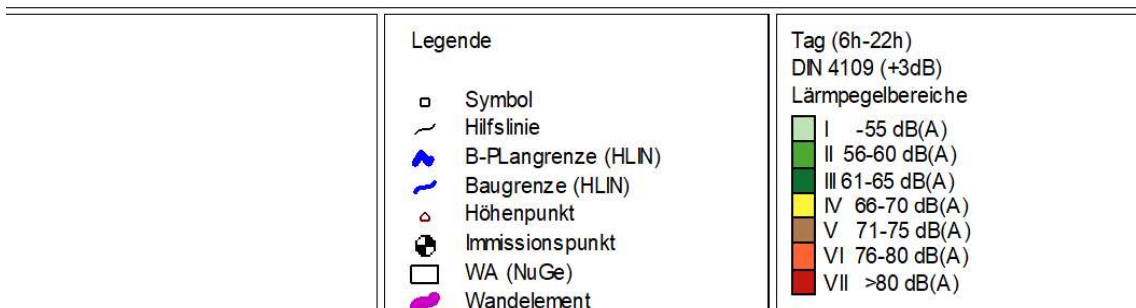 Legende
Symbol
Hilfslinie
B-PLangrenze (HLIN)
Baugrenze (HLIN)
Höhenpunkt
Immissionspunkt
WA (NuGe)
Wandelement
Tag (6h-22h)
DIN 4109 (+3dB)
Lärmpegelbereiche
I -55 dB(A)
II 56-60 dB(A)
III 61-65 dB(A)
IV 66-70 dB(A)
V 71-75 dB(A)
VI 76-80 dB(A)
VII >80 dB(A)